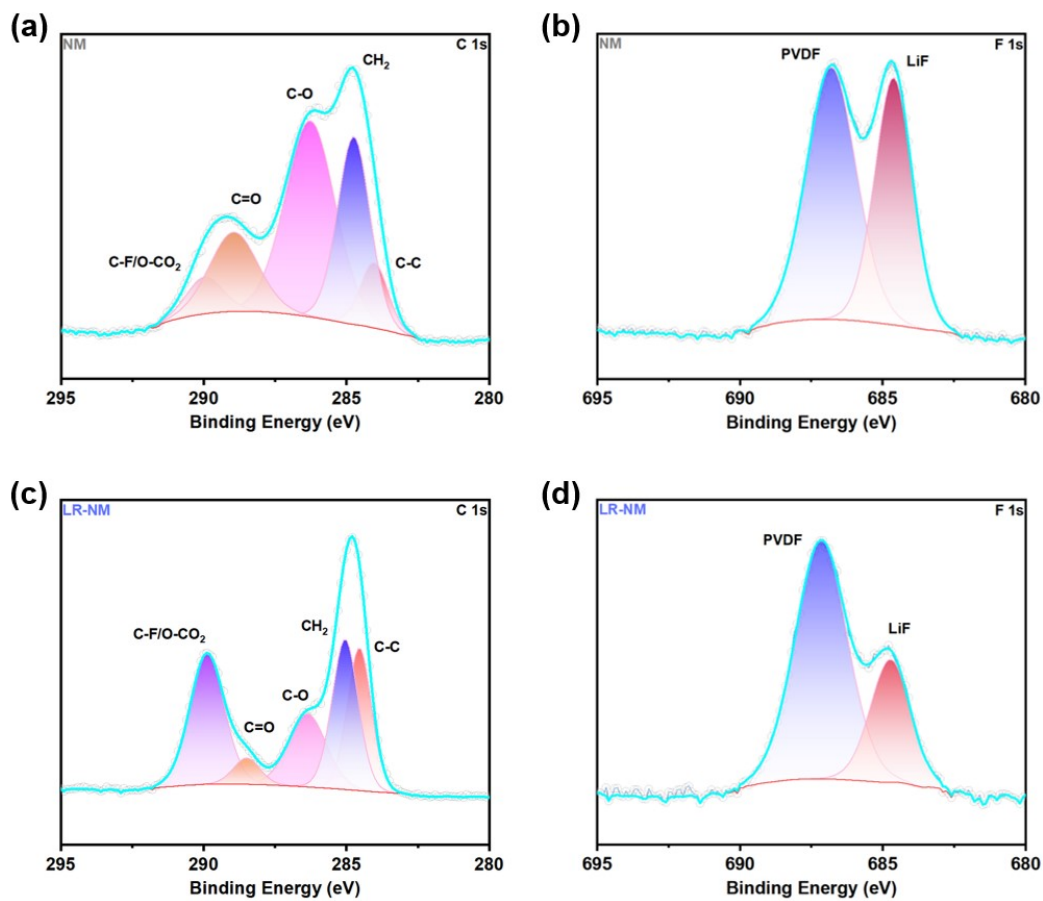 (a)
NM
C 1s
CH₂
C-O
C=O
C-F/O-CO₂
C-C
295 290 285 280
Binding Energy (eV)
(b)
NM
F 1s
PVDF
LiF
695 690 685 680
Binding Energy (eV)
(c)
LR-NM
C 1s
C-F/O-CO₂
CH₂
C-C
C-O
C=O
295 290 285 280
Binding Energy (eV)
(d)
LR-NM
F 1s
PVDF
LiF
695 690 685 680
Binding Energy (eV)